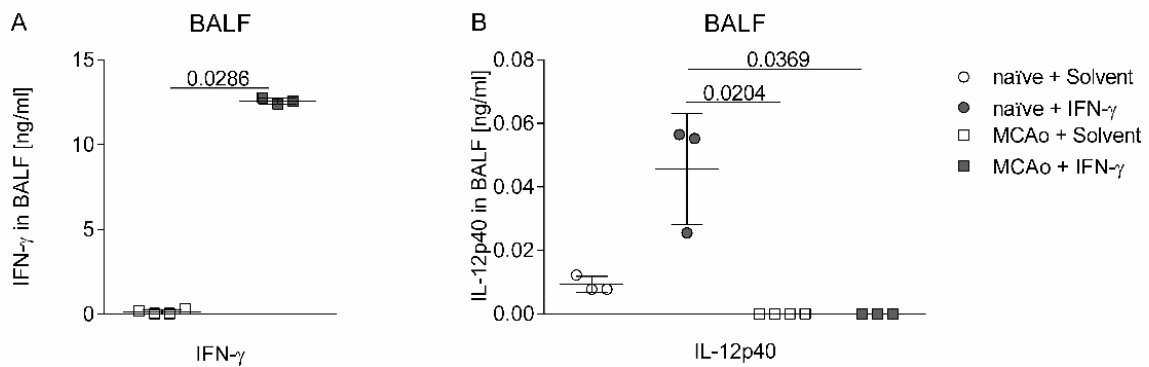 A
BALF
IFN-γ in BALF [ng/ml]
15
10
5
0
0.0286
IFN-γ
B
BALF
IL-12p40 in BALF [ng/ml]
0.08
0.06
0.04
0.02
0.00
0.0369
0.0204
IL-12p40
naïve + Solvent
naïve + IFN-γ
MCAo + Solvent
MCAo + IFN-γ